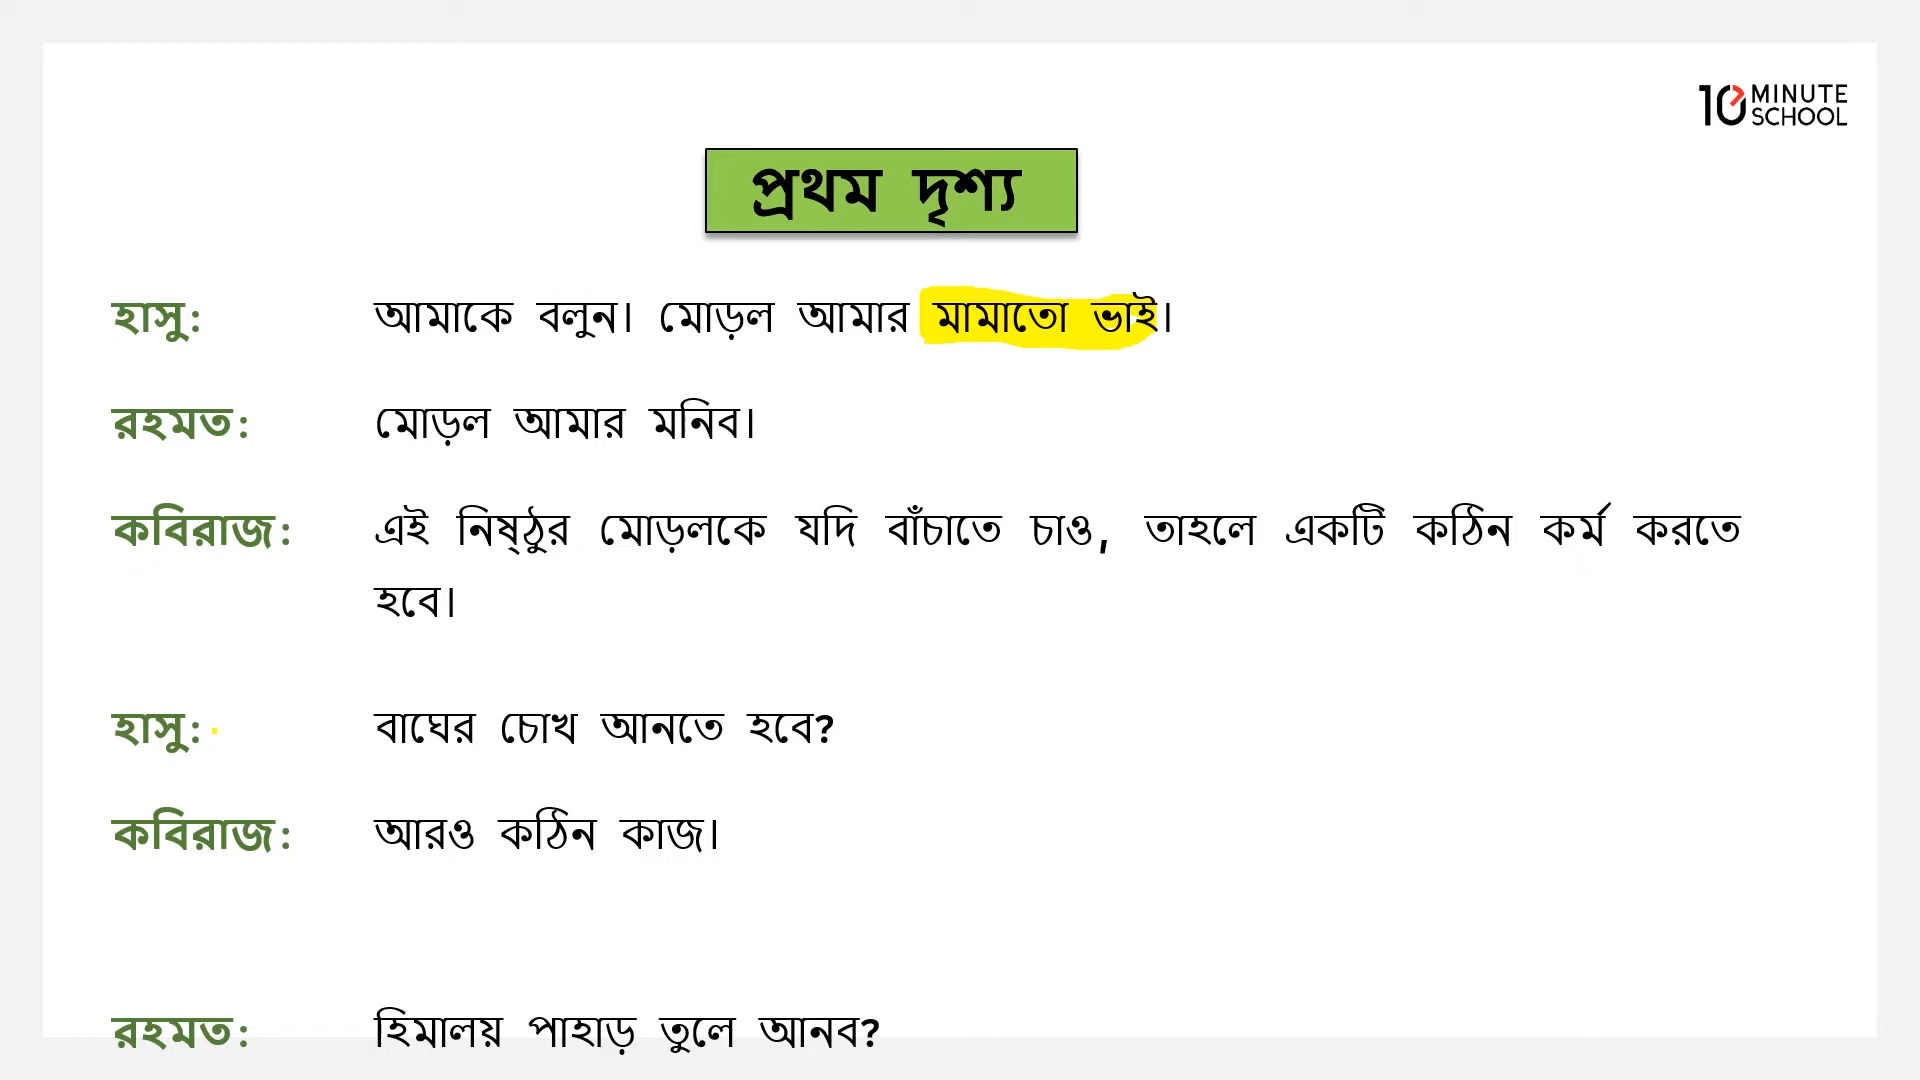 10 MINUTE
SCHOOL
প্রথম দৃশ্য
হাসু: আমাকে বলুন। মোড়ল আমার মামাতো ভাই।
রহমত: মোড়ল আমার মনিব।
কবিরাজ: এই নিষ্ঠুর মোড়লকে যদি বাঁচাতে চাও, তাহলে একটি কঠিন কর্ম করতে
হবে।
হাসু: বাঘের চোখ আনতে হবে?
কবিরাজ: আরও কঠিন কাজ।
রহমত: হিমালয় পাহাড় তুলে আনব?